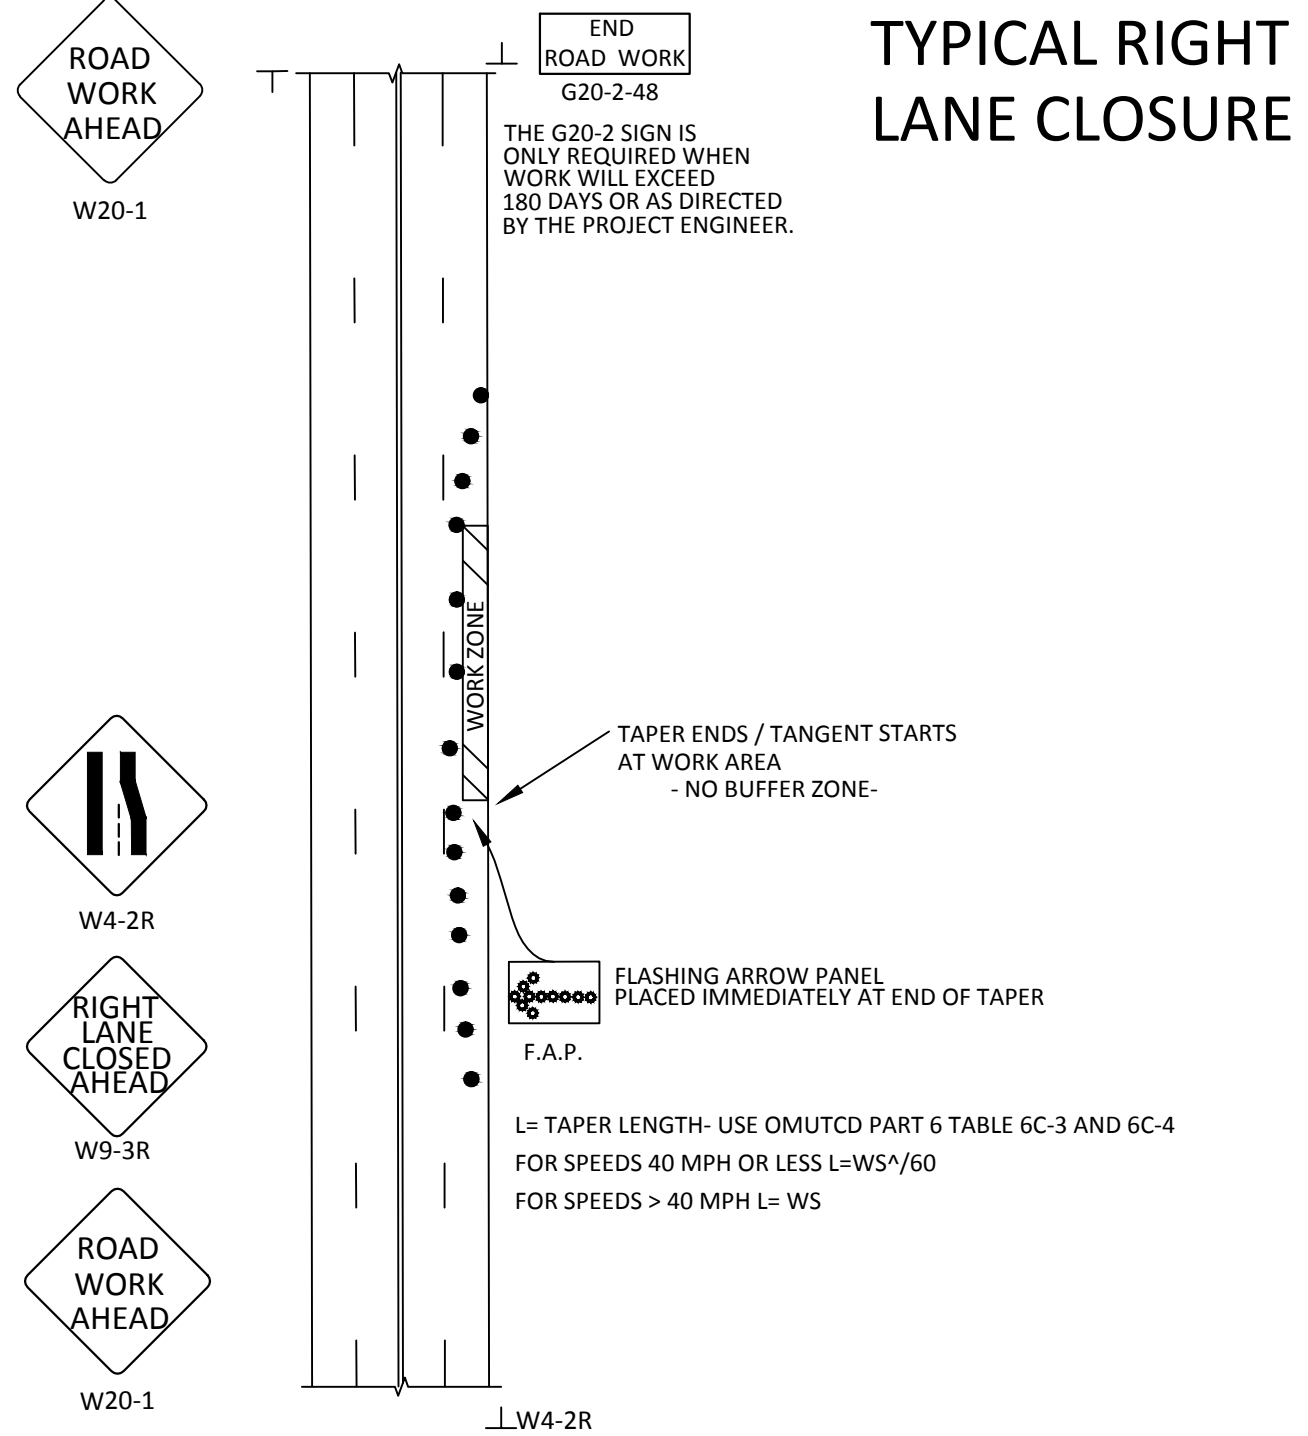 TYPICAL RIGHT
LANE CLOSURE
ROAD
WORK
AHEAD
W20-1
END
ROAD WORK
G20-2-48
THE G20-2 SIGN IS
ONLY REQUIRED WHEN
WORK WILL EXCEED
180 DAYS OR AS DIRECTED
BY THE PROJECT ENGINEER.
WORK ZONE
TAPER ENDS / TANGENT STARTS
AT WORK AREA
- NO BUFFER ZONE-
W4-2R
RIGHT
LANE
CLOSED
AHEAD
W9-3R
FLASHING ARROW PANEL
PLACED IMMEDIATELY AT END OF TAPER
F.A.P.
L= TAPER LENGTH- USE OMUTCD PART 6 TABLE 6C-3 AND 6C-4
FOR SPEEDS 40 MPH OR LESS L=WS^/60
FOR SPEEDS > 40 MPH L= WS
ROAD
WORK
AHEAD
W20-1
W4-2R